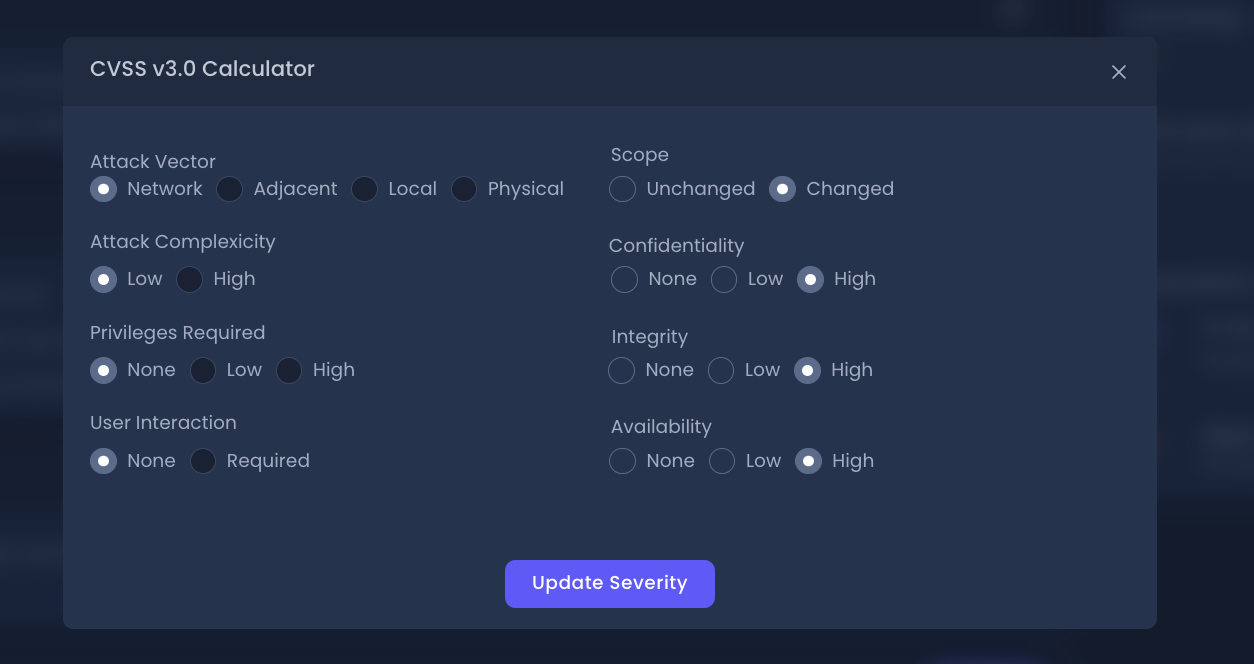 CVSS v3.0 Calculator
Attack Vector
Network Adjacent Local Physical
Attack Complexicity
Low High
Privileges Required
None Low High
User Interaction
None Required
Scope
Unchanged Changed
Confidentiality
None Low High
Integrity
None Low High
Availability
None Low High
Update Severity